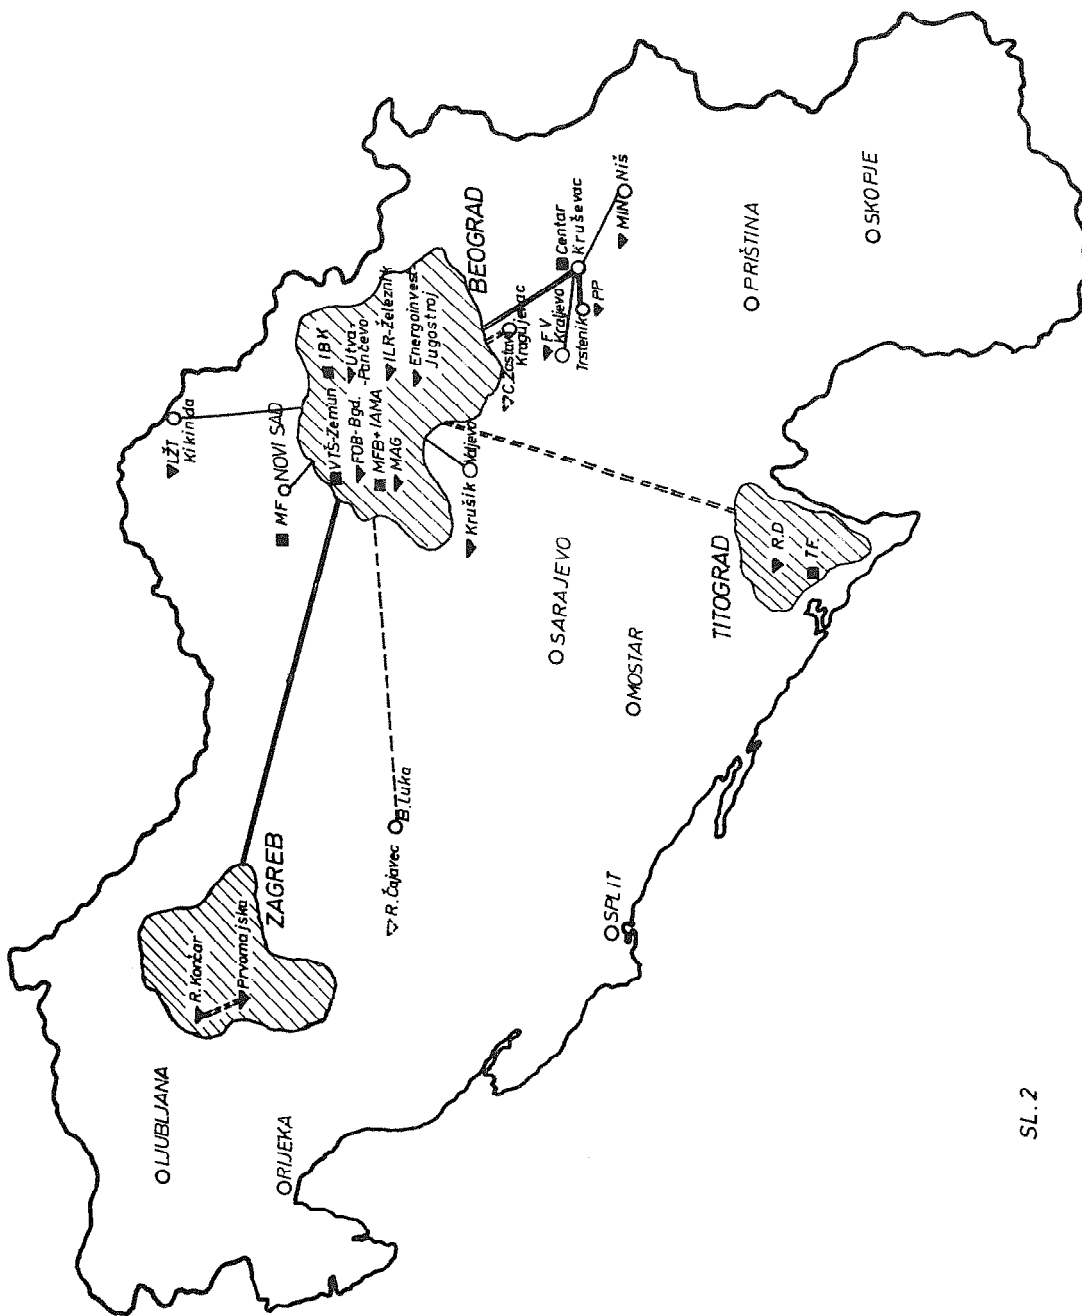 LJUBLJANA
RIJEKA
R. Končar
Prvomajska
ZAGREB
R. Čajavec
B. Luka
SPLIT
MOSTAR
SARAJEVO
LŽT
Kikinda
MF
NOVI SAD
VTŠ-Zemun
IBK
FOB-Bgd.
Utva-
-Pančevo
MFB+IAMA
ILR-Železnik
MAG
Energoinvest-
Jugostroj
BEOGRAD
Krušik
Valjevo
C. Zastava
Kragujevac
FV
Kraljevo
Centar
Kruševac
Trstenik
PP
MIN
Niš
TITOGRAD
R.D
TF
PRIŠTINA
SKOPJE
SL. 2